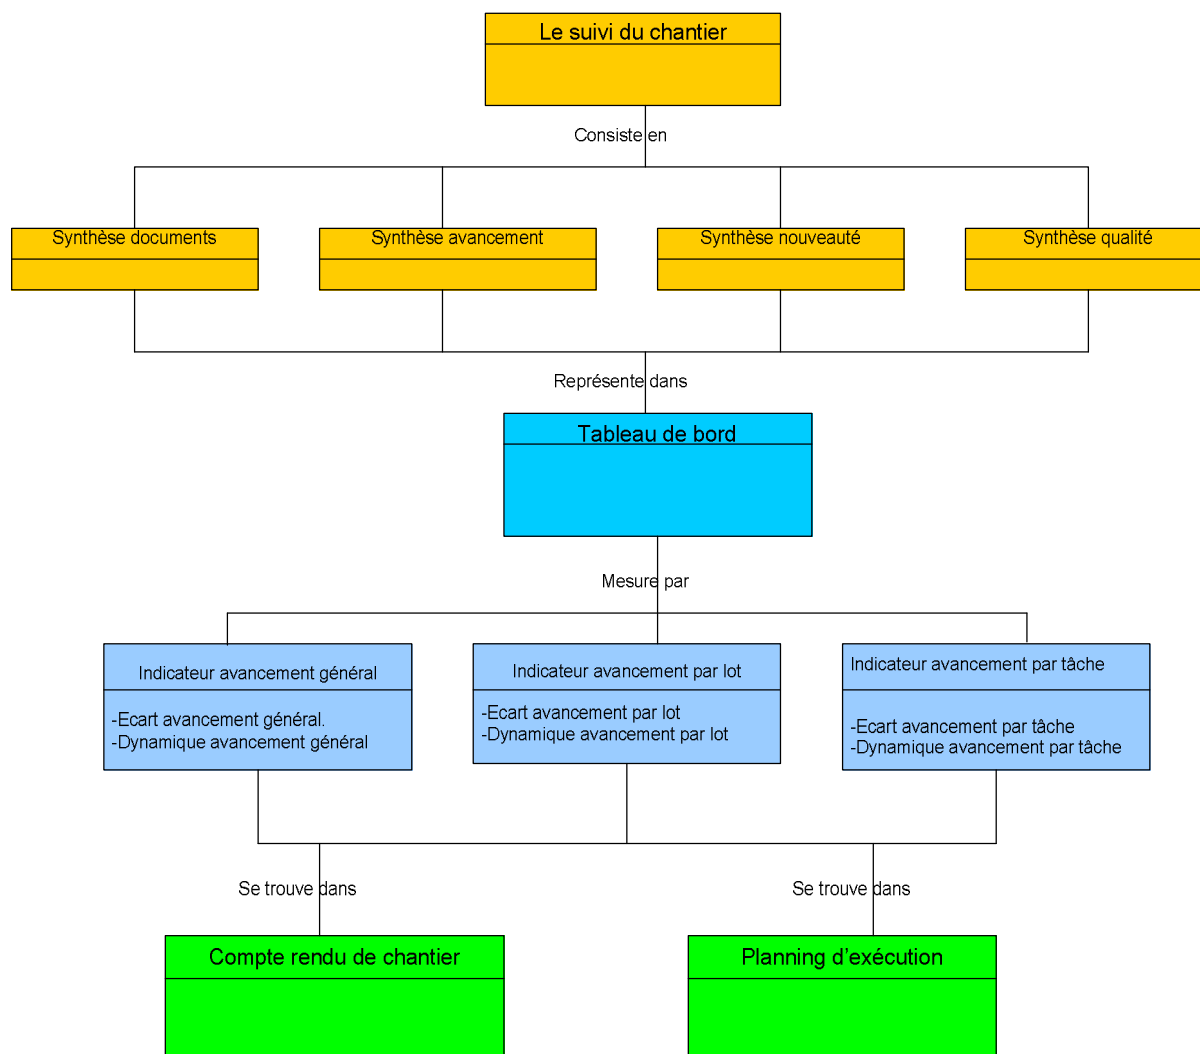 Le suivi du chantier
Consiste en
Synthèse documents
Synthèse avancement
Synthèse nouveauté
Synthèse qualité
Représente dans
Tableau de bord
Mesure par
Indicateur avancement général
-Ecart avancement général.
-Dynamique avancement général
Indicateur avancement par lot
-Ecart avancement par lot
-Dynamique avancement par lot
Indicateur avancement par tâche
-Ecart avancement par tâche
-Dynamique avancement par tâche
Se trouve dans
Se trouve dans
Compte rendu de chantier
Planning d’exécution